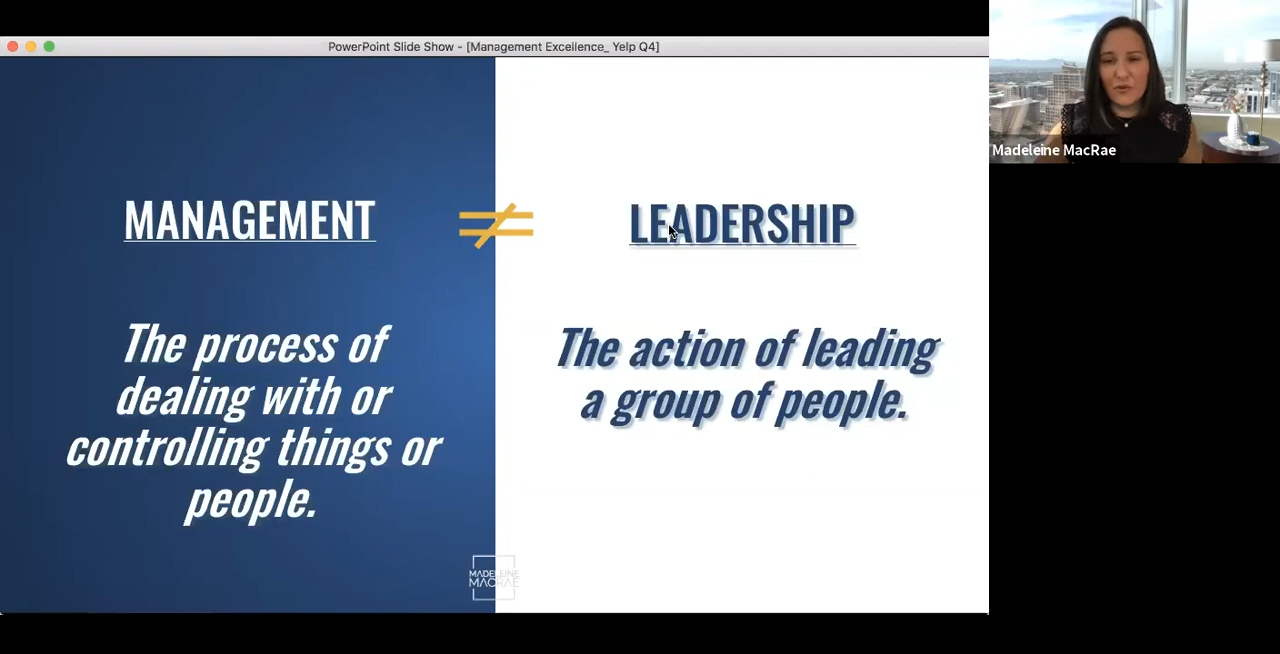 PowerPoint Slide Show - [Management Excellence_ Yelp Q4]
Madeleine MacRae
MANAGEMENT
≠
LEADERSHIP
The process of
dealing with or
controlling things or
people.
The action of leading
a group of people.
MADELEINE
MACRAE